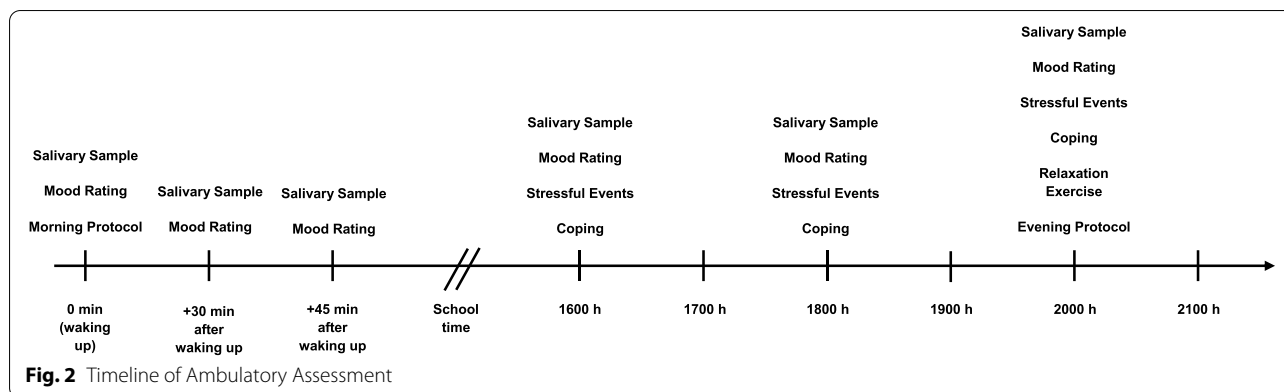 Salivary Sample
Mood Rating
Morning Protocol
Salivary Sample
Mood Rating
Salivary Sample
Mood Rating
Salivary Sample
Mood Rating
Stressful Events
Coping
Salivary Sample
Mood Rating
Stressful Events
Coping
Salivary Sample
Mood Rating
Stressful Events
Coping
Relaxation
Exercise
Evening Protocol
0 min
(waking
up)
+30 min
after
waking up
+45 min
after
waking up
School
time
1600 h
1700 h
1800 h
1900 h
2000 h
2100 h
Fig. 2 Timeline of Ambulatory Assessment